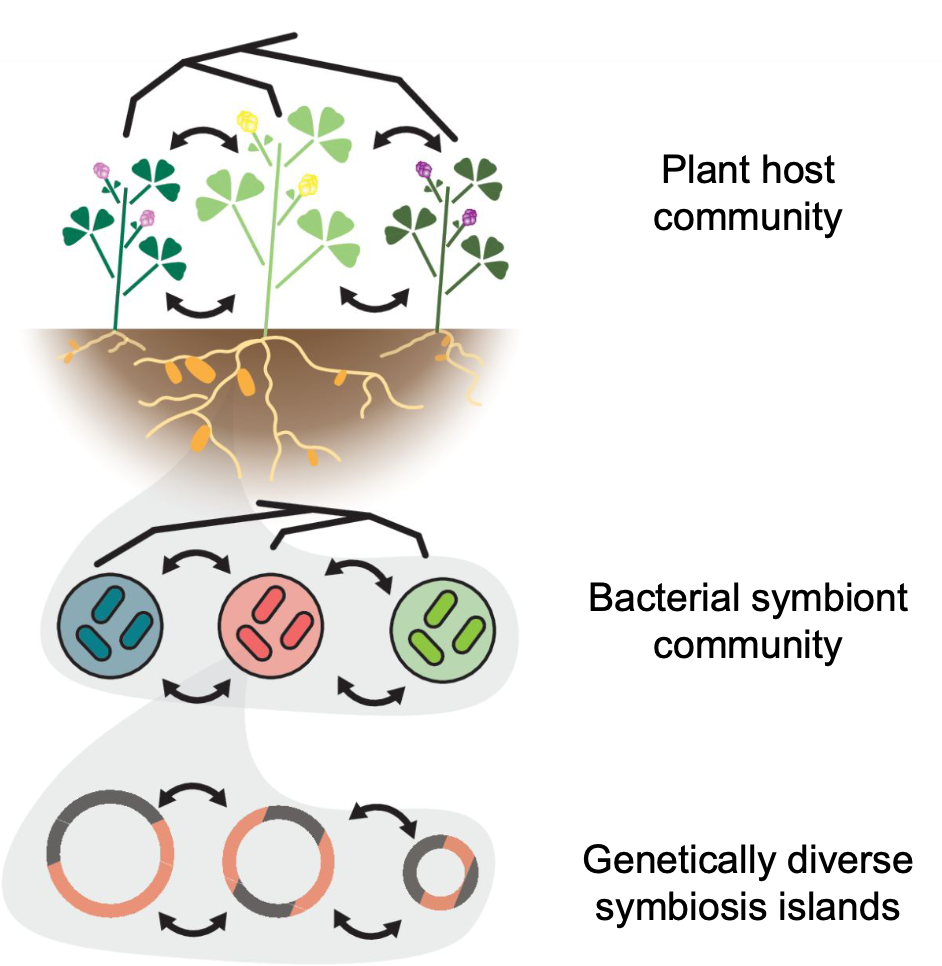 Plant host
community
Bacterial symbiont
community
Genetically diverse
symbiosis islands